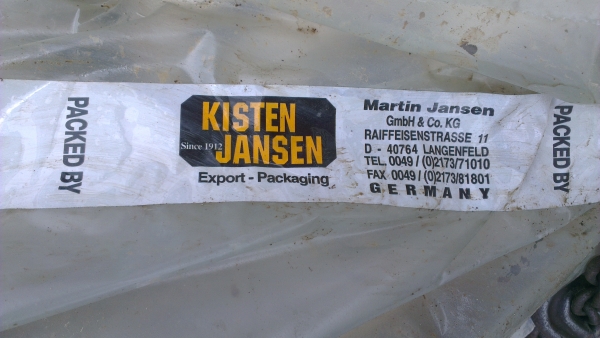 PACKED BY
KISTEN
Since 1912 JANSEN
Export - Packaging
Martin Jansen
GmbH & Co. KG
RAIFFEISENSTRASSE 11
D - 40764 LANGENFELD
TEL. 0049 / (0)2173/71010
FAX 0049 / (0)2173/81801
GERMANY
PACKED BY